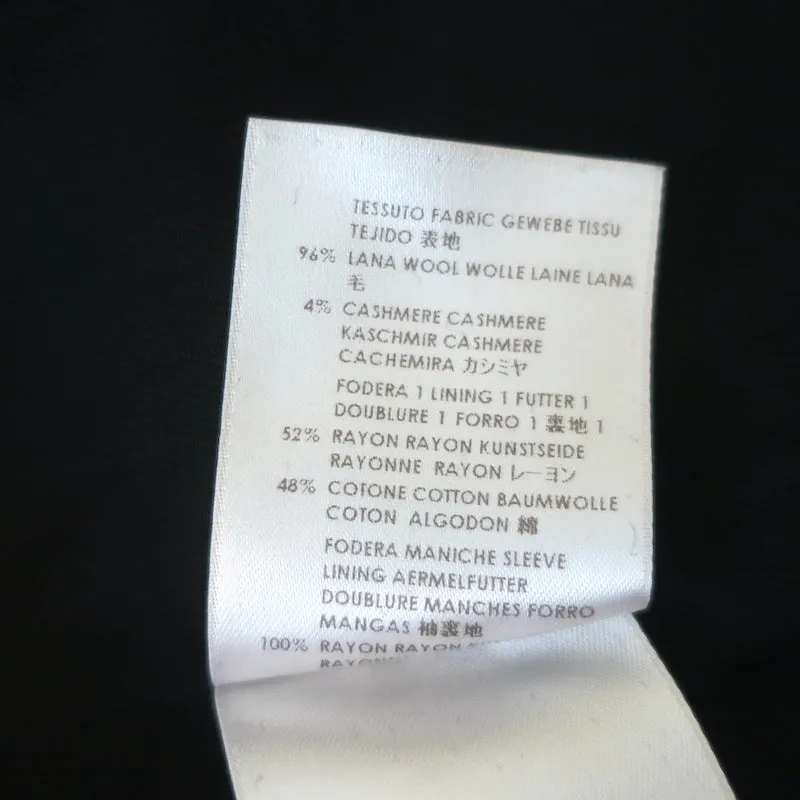 TESSUTO FABRIC GEWEBE TISSU
TEJIDO 表地
96% LANA WOOL WOLLE LAINE LANA
毛
4% CASHMERE CASHMERE
KASCHMIR CASHMERE
CACHEMIRA カシミヤ
FODERA 1 LINING 1 FUTTER 1
DOUBLURE 1 FORRO 1 裏地 1
52% RAYON RAYON KUNSTSEIDE
RAYONNE RAYON レーヨン
48% COTONE COTTON BAUMWOLLE
COTON ALGODON 綿
FODERA MANICHE SLEEVE
LINING AERMELFUTTER
DOUBLURE MANCHES FORRO
MANGAS 袖裏地
100% RAYON RAYON